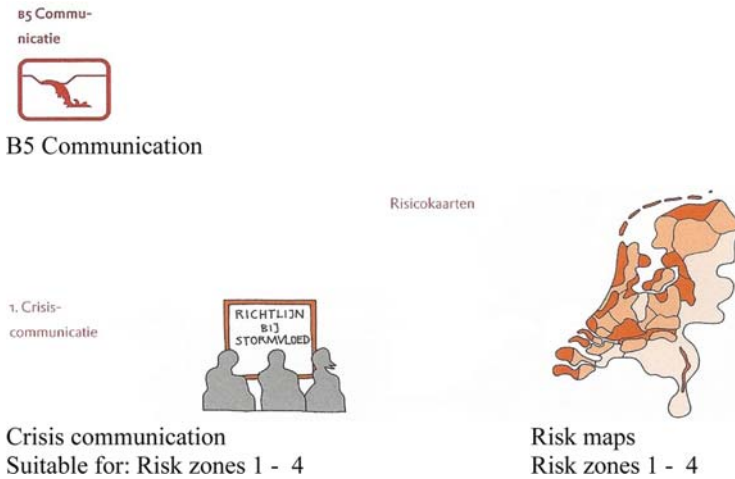 B5 Commu-
nicatie
B5 Communication
Risicokaarten
1. Crisis-
communicatie
RICHTLIJN
BIJ
STORMVLOED
Crisis communication
Suitable for: Risk zones 1 - 4
Risk maps
Risk zones 1 - 4